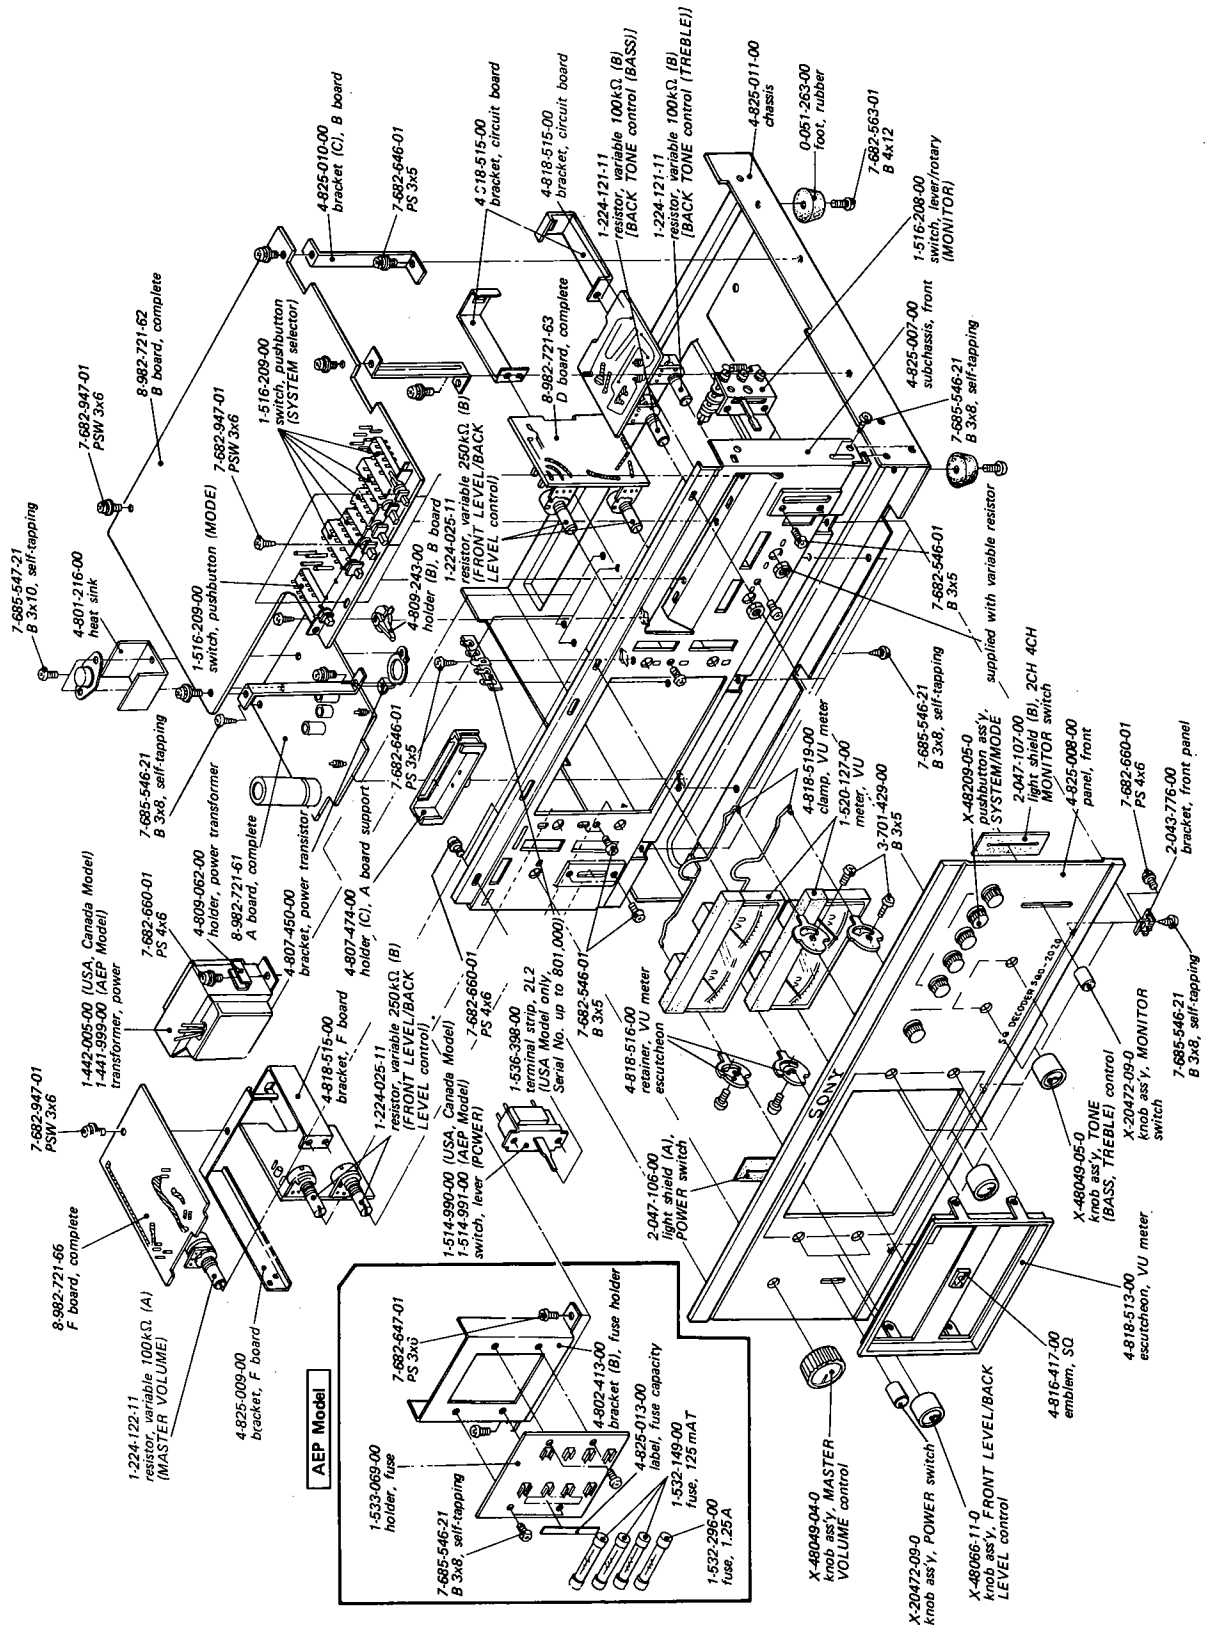 7-685-547-21
B 3x10, self-tapping
4-801-216-00
heat sink
7-682-947-01
PSW 3x6
8-982-721-62
B board, complete
4-825-010-00
bracket (C), B board
7-682-646-01
PS 3x5
1-516-209-00
switch, pushbutton (MODE)
7-682-947-01
PSW 3x6
1-516-209-00
switch, pushbutton
(SYSTEM selector)
4-818-515-00
bracket, circuit board
4-818-515-00
bracket, circuit board
1-224-121-11
resistor, variable 100kΩ (B)
[BACK TONE control (BASS)]
1-224-121-11
resistor, variable 100kΩ (B)
[BACK TONE control (TREBLE)]
4-825-011-00
chassis
0-051-263-00
foot, rubber
7-682-563-01
B 4x12
1-516-208-00
switch, lever/rotary
(MONITOR)
4-825-007-00
subchassis, front
7-685-546-21
B 3x8, self-tapping
8-982-721-63
D board, complete
1-224-025-11
resistor, variable 250kΩ (B)
(FRONT LEVEL/BACK
LEVEL control)
4-809-243-00
holder (B), B board
7-685-546-21
B 3x8, self-tapping
4-809-062-00
holder, power transformer
8-982-721-61
A board, complete
4-807-450-00
bracket, power transistor
4-807-474-00
holder (C), A board support
7-682-646-01
PS 3x5
7-682-546-01
B 3x5
supplied with variable resistor
7-685-546-21
B 3x8, self-tapping
7-682-947-01
PSW 3x6
1-442-005-00 (USA, Canada Model)
1-441-999-00 (AEP Model)
transformer, power
7-682-660-01
PS 4x6
8-982-721-66
F board, complete
1-224-122-11
resistor, variable 100kΩ (A)
(MASTER VOLUME)
4-825-009-00
bracket, F board
4-818-515-00
bracket, F board
1-224-025-11
resistor, variable 250kΩ (B)
(FRONT LEVEL/BACK
LEVEL control)
7-682-660-01
PS 4x6
1-514-990-00 (USA, Canada Model)
1-514-991-00 (AEP Model)
switch, lever (POWER)
1-536-398-00
terminal strip, 2L2
(USA Model only,
Serial No. up to 801,000)
7-682-546-01
B 3x5
4-818-516-00
retainer, VU meter
escutcheon
4-818-519-00
clamp, VU meter
1-520-127-00
meter, VU
3-701-429-00
B 3x5
X-48209-05-0
pushbutton ass'y,
SYSTEM/MODE
2-047-107-00
light shield (B), 2CH 4CH
MONITOR switch
4-825-008-00
panel, front
7-682-660-01
PS 4x6
2-043-776-00
bracket, front panel
7-685-546-21
B 3x8, self-tapping
2-047-106-00
light shield (A),
POWER switch
VU
VU
SONY
SQ DECODER SQD-2020
X-20472-09-0
knob ass'y, MONITOR
switch
X-48049-05-0
knob ass'y, TONE
(BASS, TREBLE) control
4-818-513-00
escutcheon, VU meter
4-816-417-00
emblem, SQ
X-48066-11-0
knob ass'y, FRONT LEVEL/BACK
LEVEL control
X-20472-09-0
knob ass'y, POWER switch
X-48049-04-0
knob ass'y, MASTER
VOLUME control
AEP Model
1-533-069-00
holder, fuse
7-685-546-21
B 3x8, self-tapping
7-682-647-01
PS 3x6
4-802-413-00
bracket (B), fuse holder
4-825-013-00
label, fuse capacity
1-532-149-00
fuse, 125 mAT
1-532-296-00
fuse, 1.25A